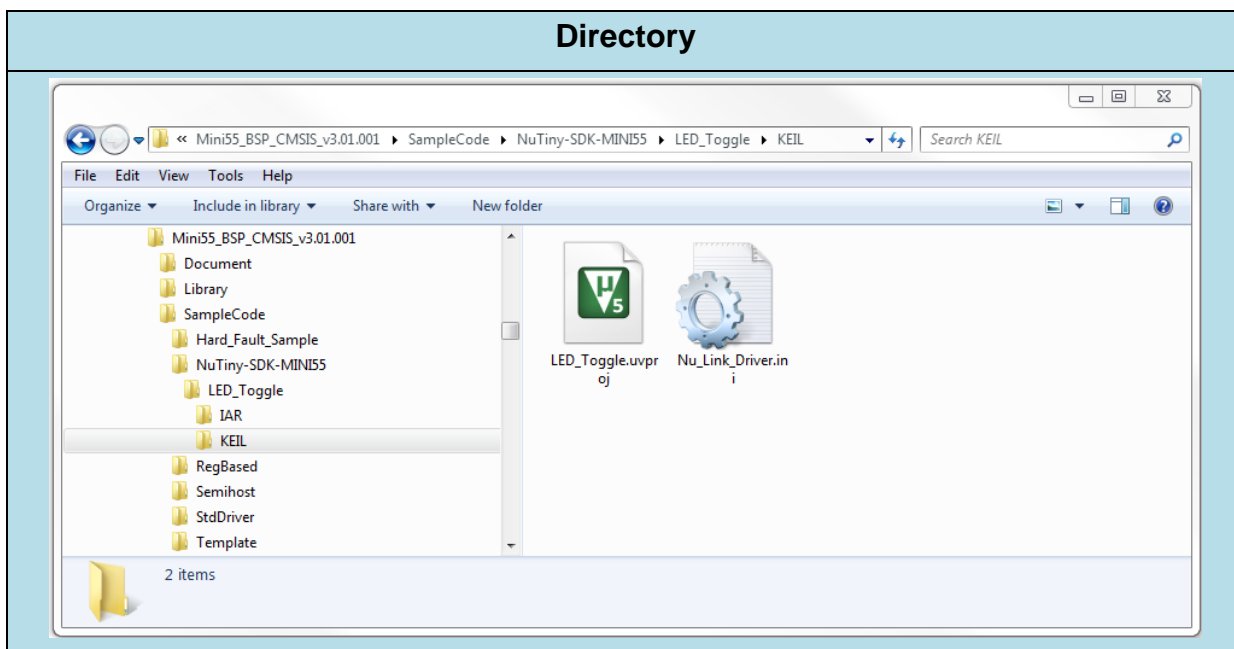 Directory
« Mini55_BSP_CMSIS_v3.01.001 SampleCode NuTiny-SDK-MINI55 LED_Toggle KEIL Search KEIL
File Edit View Tools Help
Organize Include in library Share with New folder
Mini55_BSP_CMSIS_v3.01.001
Document
Library
SampleCode
Hard_Fault_Sample
NuTiny-SDK-MINI55
LED_Toggle
IAR
KEIL
RegBased
Semihost
StdDriver
Template
µ5
LED_Toggle.uvpr
oj
Nu_Link_Driver.in
i
2 items